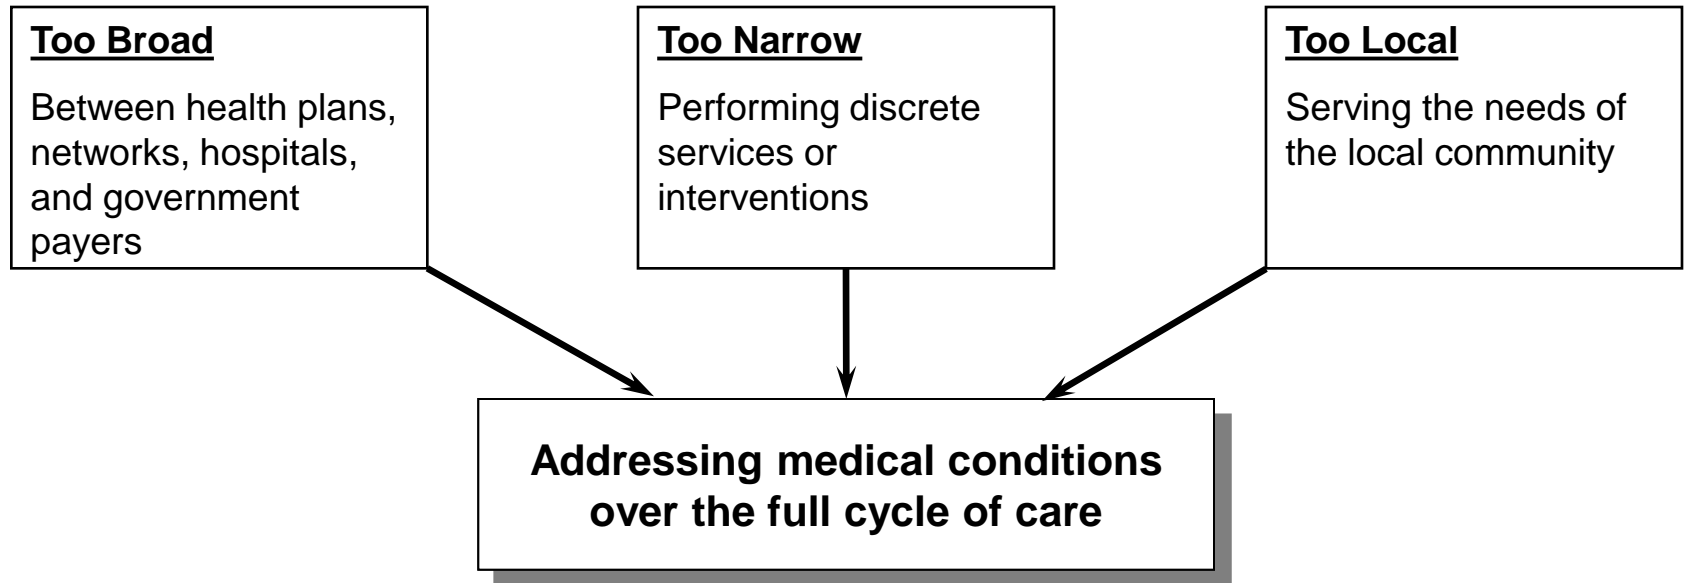 Too Broad
Between health plans,
networks, hospitals,
and government
payers
Too Narrow
Performing discrete
services or
interventions
Too Local
Serving the needs of
the local community
Addressing medical conditions
over the full cycle of care